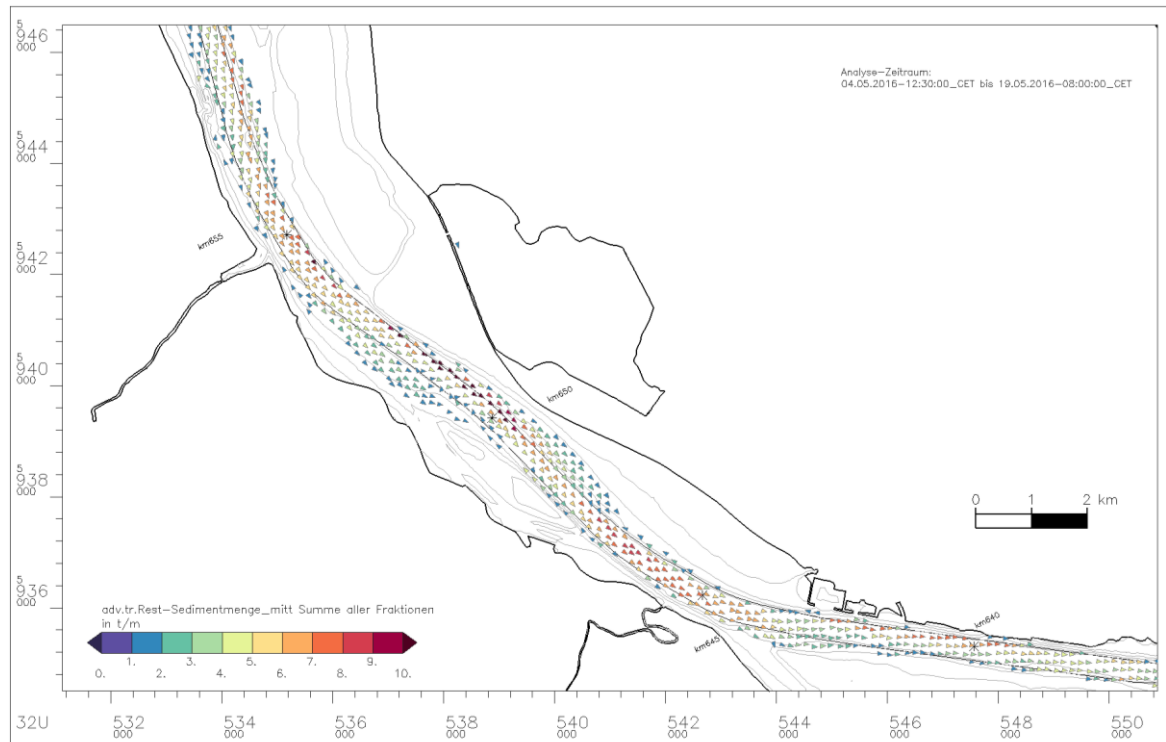 5
946
000
Analyse-Zeitraum:
04.05.2016-12:30:00_CET bis 19.05.2016-08:00:00_CET
5
944
000
km655
5
942
000
5
940
000
km650
5
938
000
0 1 2 km
5
936
000
adv.tr.Rest-Sedimentmenge_mitt Summe aller Fraktionen
in t/m
km640
km645
1. 3. 5. 7. 9.
0. 2. 4. 6. 8. 10.
32U 532 534 536 538 540 542 544 546 548 550
000 000 000 000 000 000 000 000 000 000